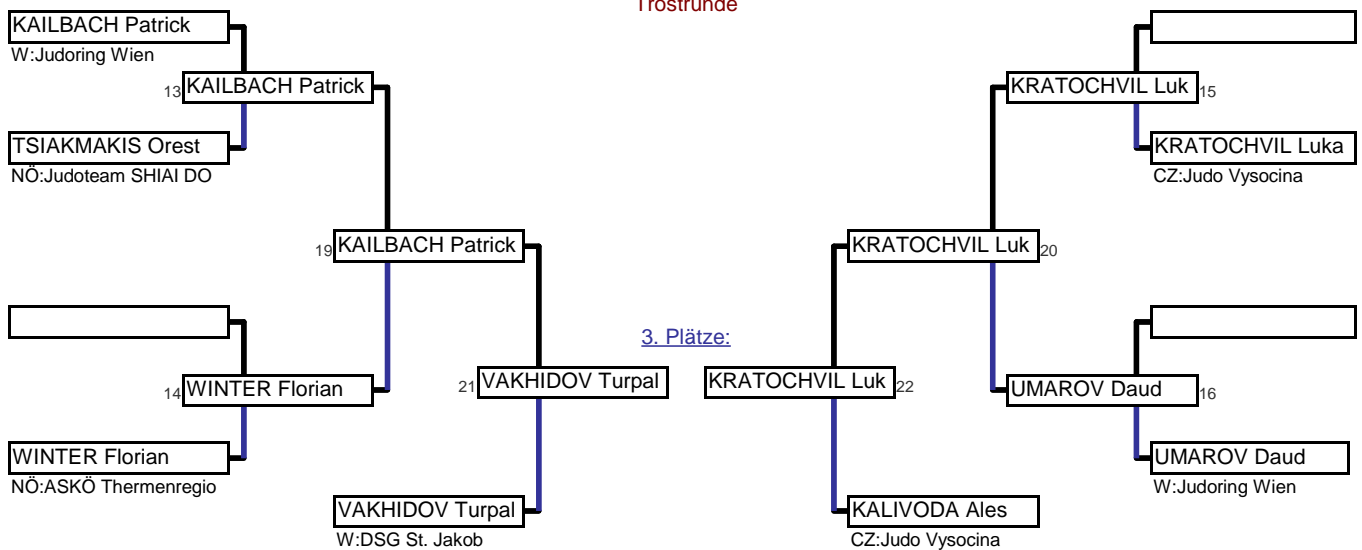 Trostrunde
KAILBACH Patrick
W:Judoring Wien
13 KAILBACH Patrick
TSIAKMAKIS Orest
NÖ:Judoteam SHIAI DO
19 KAILBACH Patrick
14 WINTER Florian
WINTER Florian
NÖ:ASKÖ Thermenregio
21 VAKHIDOV Turpal
VAKHIDOV Turpal
W:DSG St. Jakob
3. Plätze:
KRATOCHVIL Luk 15
KRATOCHVIL Luka
CZ:Judo Vysocina
KRATOCHVIL Luk 20
KRATOCHVIL Luk 22
UMAROV Daud 16
UMAROV Daud
W:Judoring Wien
KALIVODA Ales
CZ:Judo Vysocina